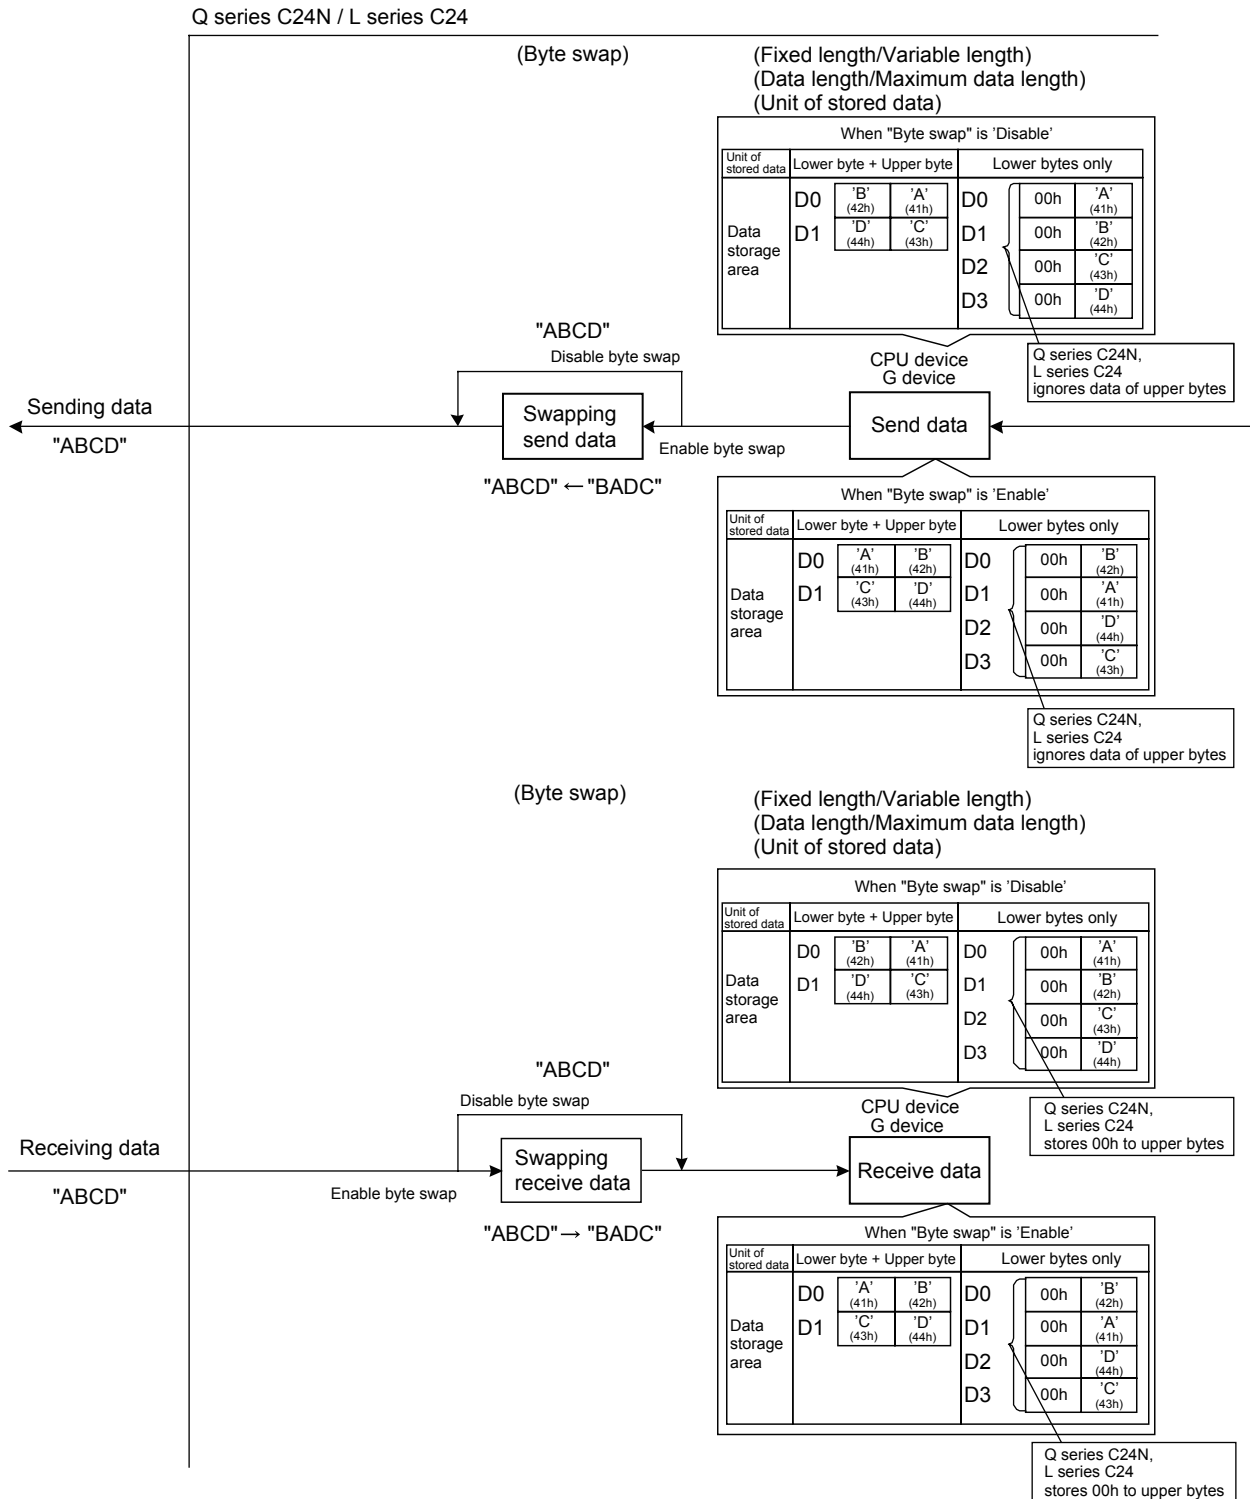 Q series C24N / L series C24
(Byte swap)
(Fixed length/Variable length)
(Data length/Maximum data length)
(Unit of stored data)
When "Byte swap" is 'Disable'
Unit of stored data
Lower byte + Upper byte
Lower bytes only
Data storage area
D0 'B' (42h) 'A' (41h)
D1 'D' (44h) 'C' (43h)
D0 00h 'A' (41h)
D1 00h 'B' (42h)
D2 00h 'C' (43h)
D3 00h 'D' (44h)
Q series C24N,
L series C24
ignores data of upper bytes
"ABCD"
Disable byte swap
CPU device
G device
Sending data
"ABCD"
Swapping
send data
Enable byte swap
Send data
"ABCD" ← "BADC"
When "Byte swap" is 'Enable'
Unit of stored data
Lower byte + Upper byte
Lower bytes only
Data storage area
D0 'A' (41h) 'B' (42h)
D1 'C' (43h) 'D' (44h)
D0 00h 'B' (42h)
D1 00h 'A' (41h)
D2 00h 'D' (44h)
D3 00h 'C' (43h)
Q series C24N,
L series C24
ignores data of upper bytes
(Byte swap)
(Fixed length/Variable length)
(Data length/Maximum data length)
(Unit of stored data)
When "Byte swap" is 'Disable'
Unit of stored data
Lower byte + Upper byte
Lower bytes only
Data storage area
D0 'B' (42h) 'A' (41h)
D1 'D' (44h) 'C' (43h)
D0 00h 'A' (41h)
D1 00h 'B' (42h)
D2 00h 'C' (43h)
D3 00h 'D' (44h)
Q series C24N,
L series C24
stores 00h to upper bytes
"ABCD"
Disable byte swap
CPU device
G device
Receiving data
"ABCD"
Enable byte swap
Swapping
receive data
Receive data
"ABCD" → "BADC"
When "Byte swap" is 'Enable'
Unit of stored data
Lower byte + Upper byte
Lower bytes only
Data storage area
D0 'A' (41h) 'B' (42h)
D1 'C' (43h) 'D' (44h)
D0 00h 'B' (42h)
D1 00h 'A' (41h)
D2 00h 'D' (44h)
D3 00h 'C' (43h)
Q series C24N,
L series C24
stores 00h to upper bytes